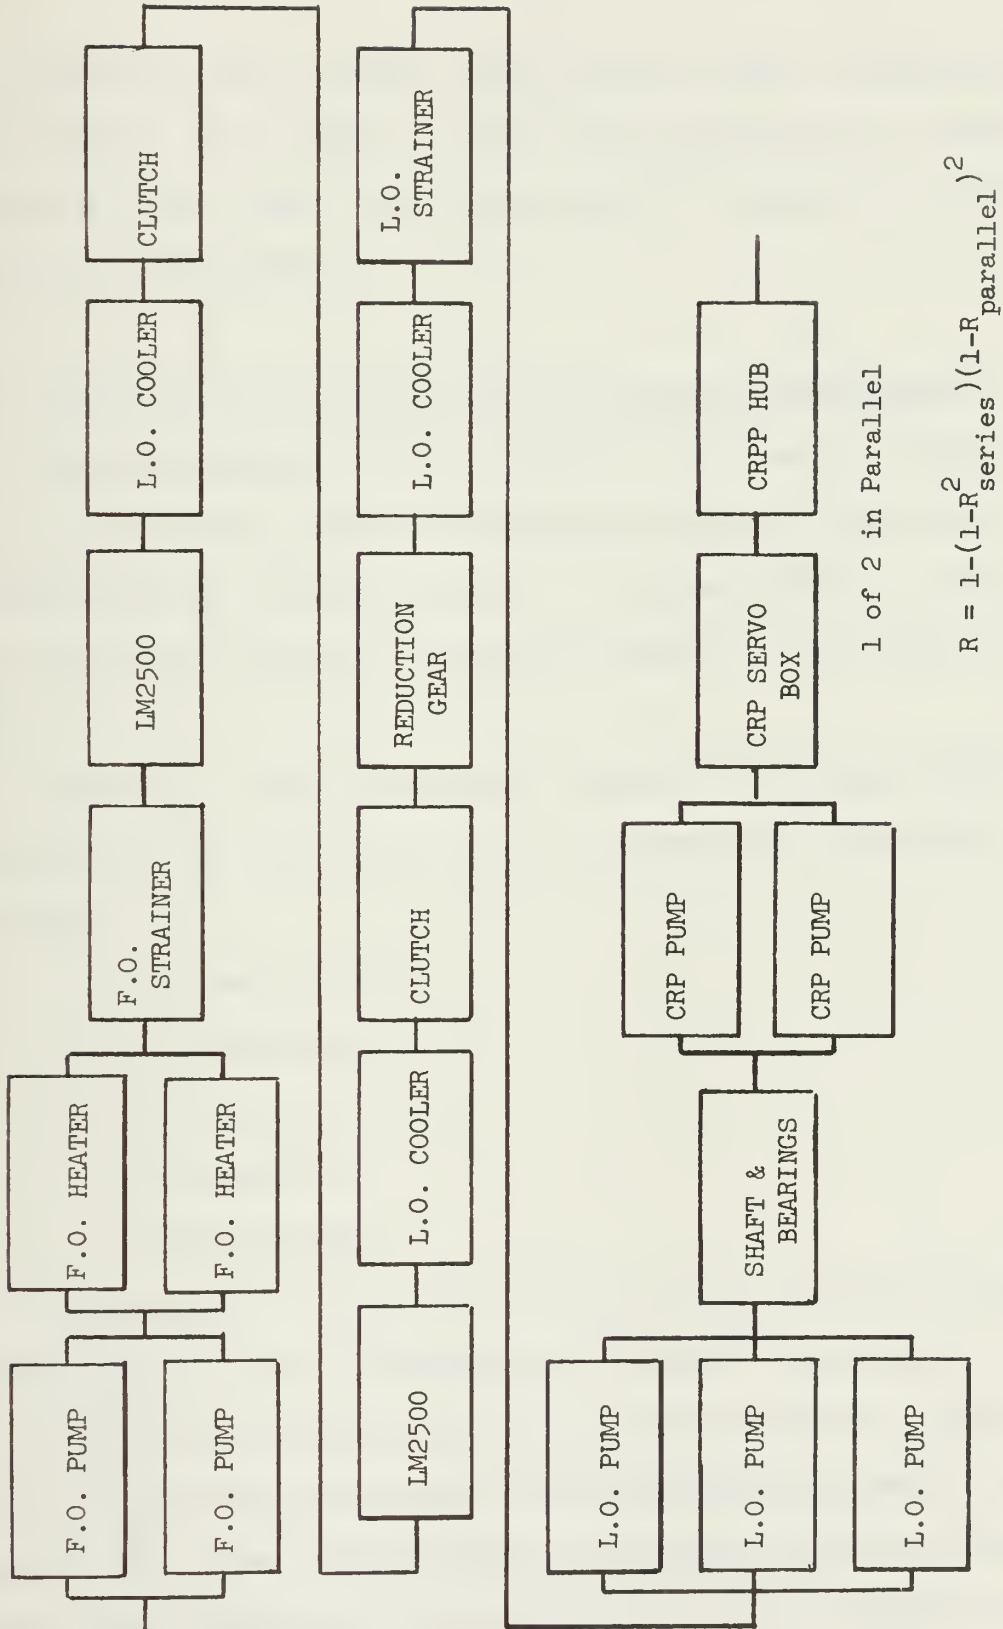 F.O. PUMP
F.O. PUMP
F.O. HEATER
F.O. HEATER
F.O.
STRAINER
LM2500
L.O. COOLER
CLUTCH
LM2500
L.O. COOLER
CLUTCH
REDUCTION
GEAR
L.O. COOLER
L.O.
STRAINER
L.O. PUMP
L.O. PUMP
L.O. PUMP
SHAFT &
BEARINGS
CRP PUMP
CRP PUMP
CRP SERVO
BOX
CRPP HUB
1 of 2 in Parallel
R = 1-(1-R²series)(1-Rparallel)²